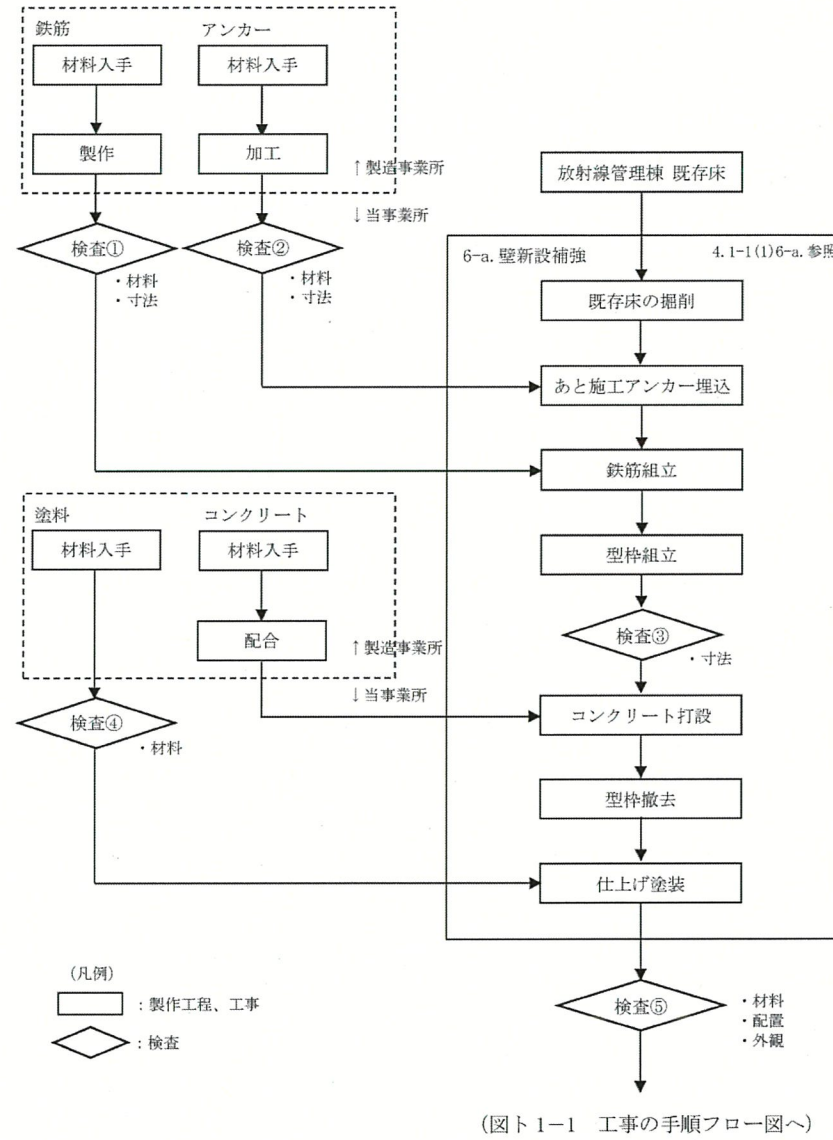 鉄筋
アンカー
材料入手
材料入手
製作
加工
↑製造事業所
↓当事業所
放射線管理棟 既存床
検査①
・材料
・寸法
検査②
・材料
・寸法
6-a. 壁新設補強
4.1-1(1)6-a. 参照
既存床の掘削
あと施工アンカー埋込
鉄筋組立
塗料
コンクリート
材料入手
材料入手
型枠組立
配合
↑製造事業所
↓当事業所
検査③
・寸法
検査④
・材料
コンクリート打設
型枠撤去
仕上げ塗装
(凡例)
:製作工程、工事
:検査
検査⑤
・材料
・配置
・外観
(図ト 1-1 工事の手順フロー図へ)